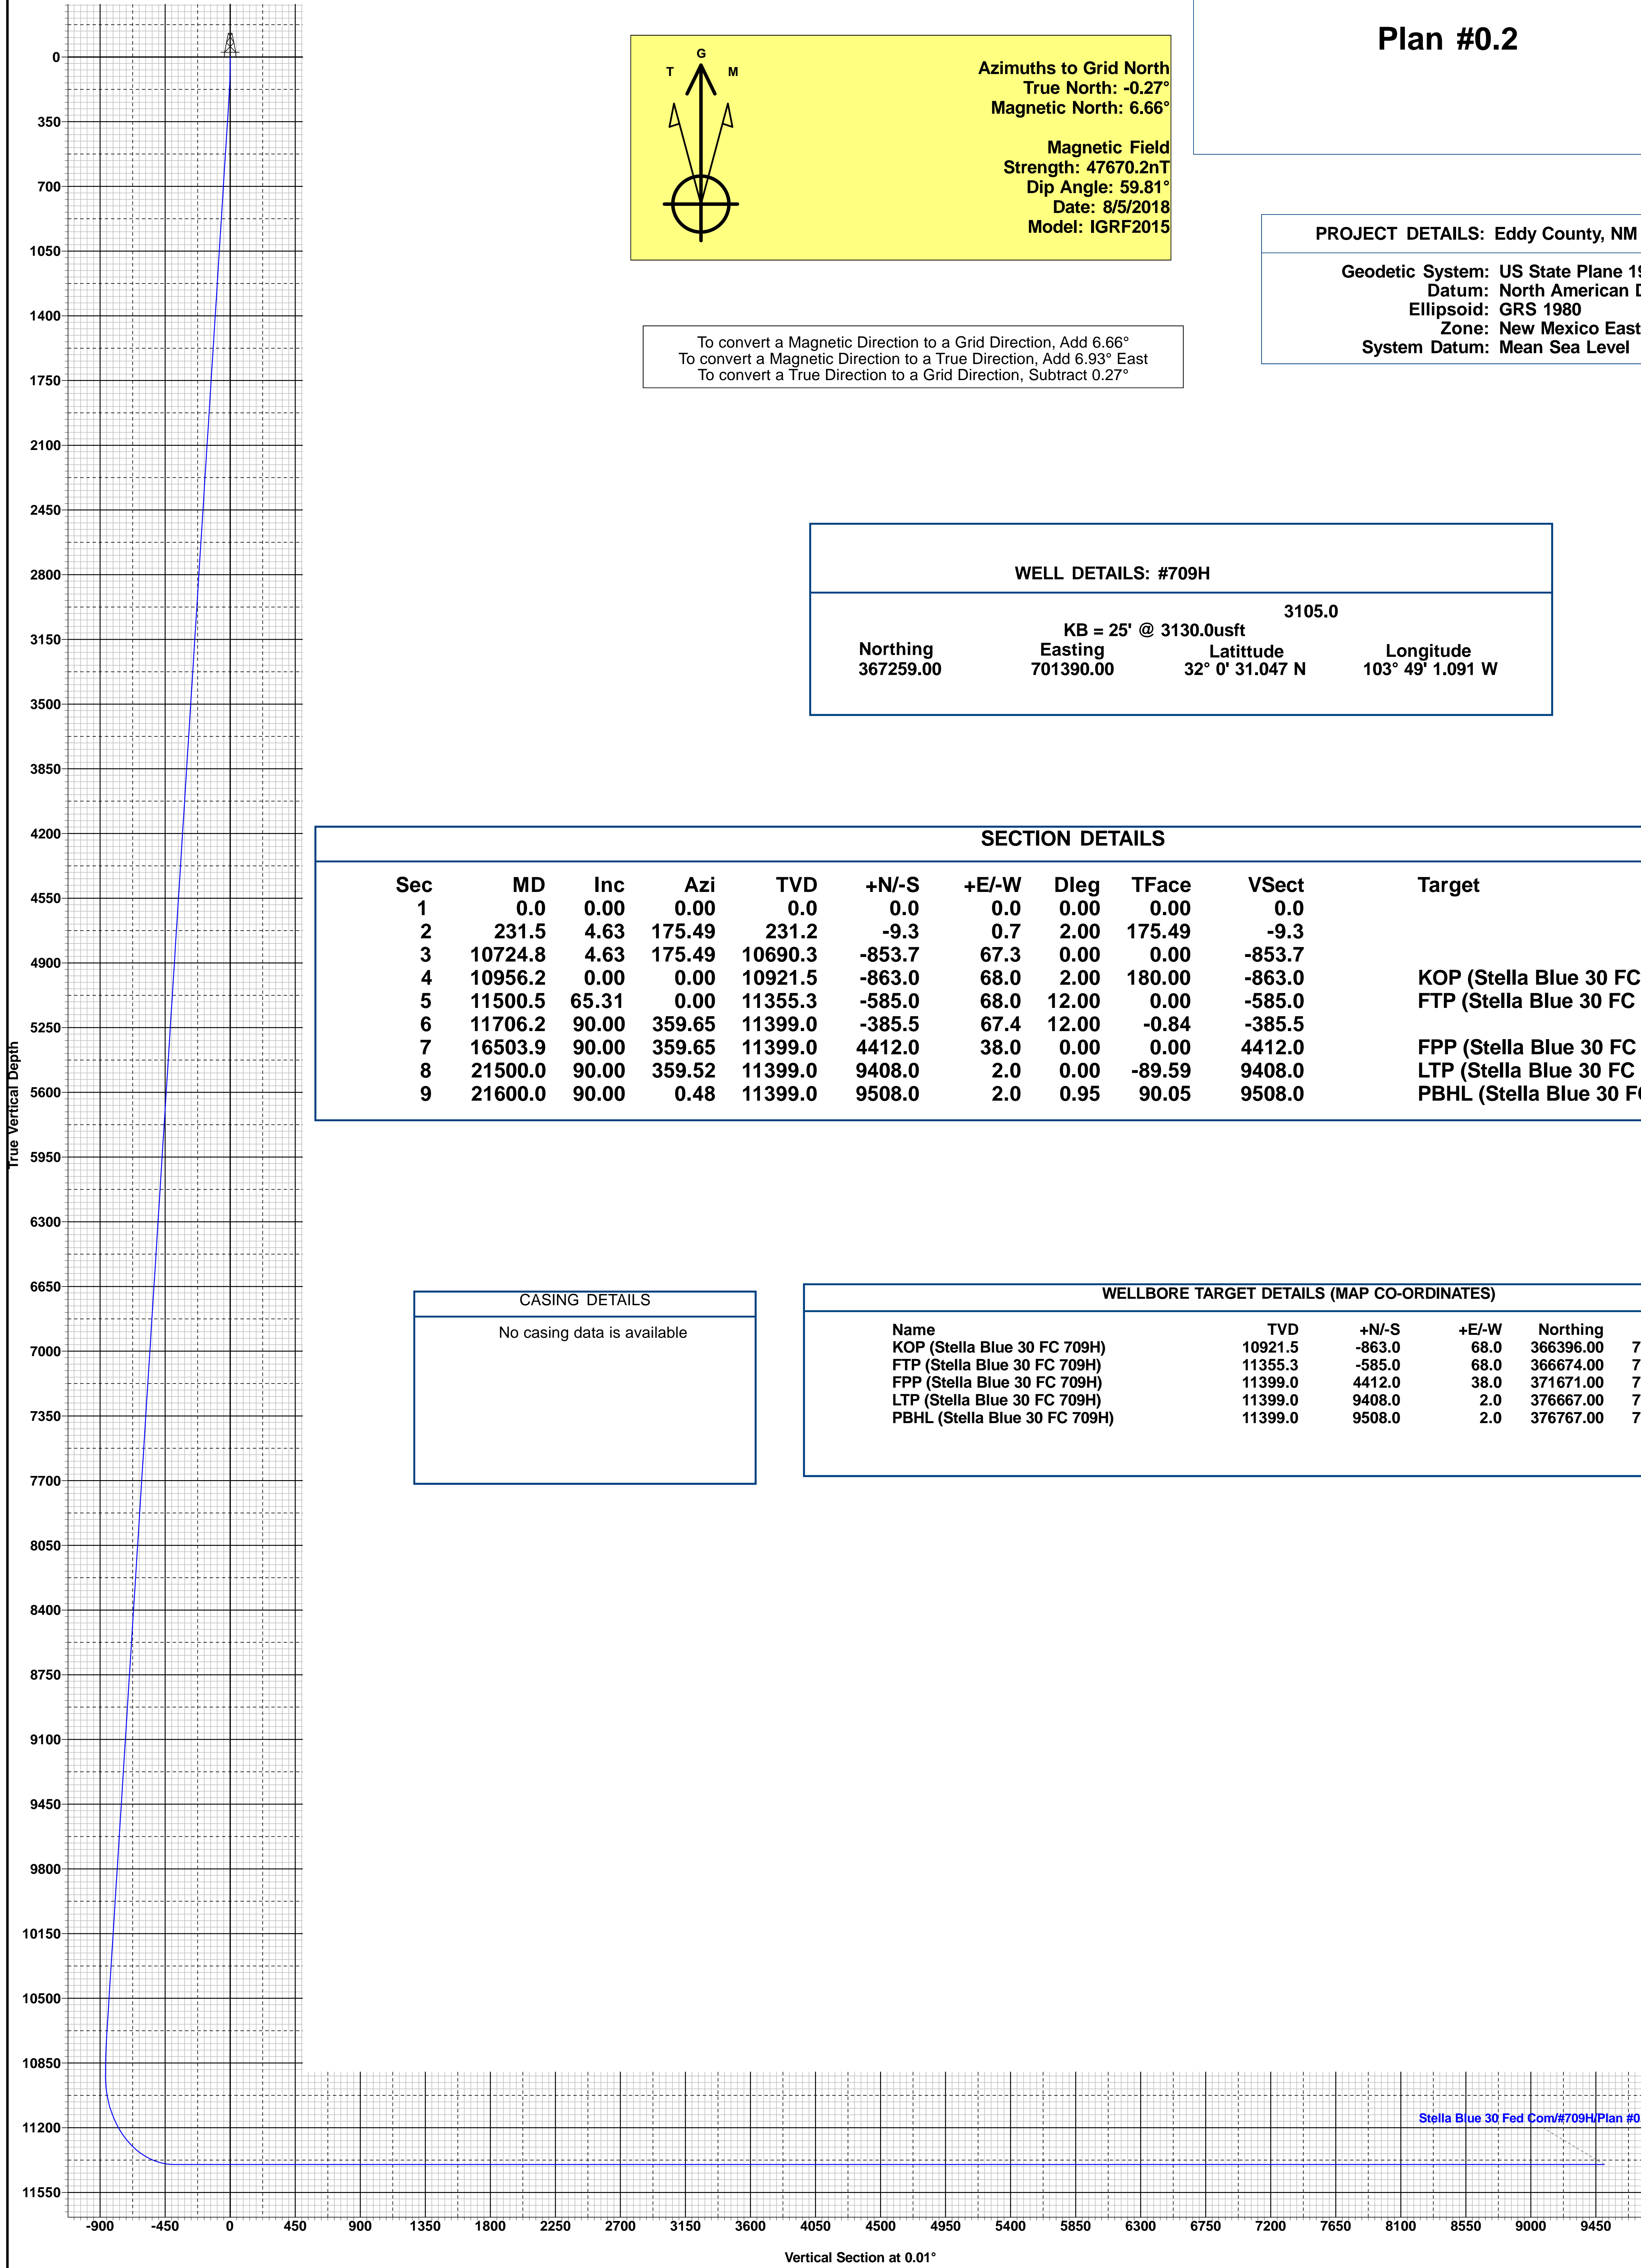 Plan #0.2
G
T M
Azimuths to Grid North
True North: -0.27°
Magnetic North: 6.66°
Magnetic Field
Strength: 47670.2nT
Dip Angle: 59.81°
Date: 8/5/2018
Model: IGRF2015
PROJECT DETAILS: Eddy County, NM
Geodetic System: US State Plane 19
Datum: North American
Ellipsoid: GRS 1980
Zone: New Mexico East
System Datum: Mean Sea Level
To convert a Magnetic Direction to a Grid Direction, Add 6.66°
To convert a Magnetic Direction to a True Direction, Add 6.93° East
To convert a True Direction to a Grid Direction, Subtract 0.27°
WELL DETAILS: #709H
3105.0
KB = 25' @ 3130.0usft
Northing Easting Latittude Longitude
367259.00 701390.00 32° 0' 31.047 N 103° 49' 1.091 W
SECTION DETAILS
Sec MD Inc Azi TVD +N/-S +E/-W Dleg TFace VSect Target
1 0.0 0.00 0.00 0.0 0.0 0.0 0.00 0.00 0.0
2 231.5 4.63 175.49 231.2 -9.3 0.7 2.00 175.49 -9.3
3 10724.8 4.63 175.49 10690.3 -853.7 67.3 0.00 0.00 -853.7
4 10956.2 0.00 0.00 10921.5 -863.0 68.0 2.00 180.00 -863.0 KOP (Stella Blue 30 FC
5 11500.5 65.31 0.00 11355.3 -585.0 68.0 12.00 0.00 -585.0 FTP (Stella Blue 30 FC
6 11706.2 90.00 359.65 11399.0 -385.5 67.4 12.00 -0.84 -385.5
7 16503.9 90.00 359.65 11399.0 4412.0 38.0 0.00 0.00 4412.0 FPP (Stella Blue 30 FC
8 21500.0 90.00 359.52 11399.0 9408.0 2.0 0.00 -89.59 9408.0 LTP (Stella Blue 30 FC
9 21600.0 90.00 0.48 11399.0 9508.0 2.0 0.95 90.05 9508.0 PBHL (Stella Blue 30 FC
CASING DETAILS
No casing data is available
WELLBORE TARGET DETAILS (MAP CO-ORDINATES)
Name TVD +N/-S +E/-W Northing
KOP (Stella Blue 30 FC 709H) 10921.5 -863.0 68.0 366396.00 7
FTP (Stella Blue 30 FC 709H) 11355.3 -585.0 68.0 366674.00 7
FPP (Stella Blue 30 FC 709H) 11399.0 4412.0 38.0 371671.00 7
LTP (Stella Blue 30 FC 709H) 11399.0 9408.0 2.0 376667.00 7
PBHL (Stella Blue 30 FC 709H) 11399.0 9508.0 2.0 376767.00 7
True Vertical Depth
0
350
700
1050
1400
1750
2100
2450
2800
3150
3500
3850
4200
4550
4900
5250
5600
5950
6300
6650
7000
7350
7700
8050
8400
8750
9100
9450
9800
10150
10500
10850
11200
11550
Stella Blue 30 Fed Com/#709H/Plan #0.
-900 -450 0 450 900 1350 1800 2250 2700 3150 3600 4050 4500 4950 5400 5850 6300 6750 7200 7650 8100 8550 9000 9450
Vertical Section at 0.01°